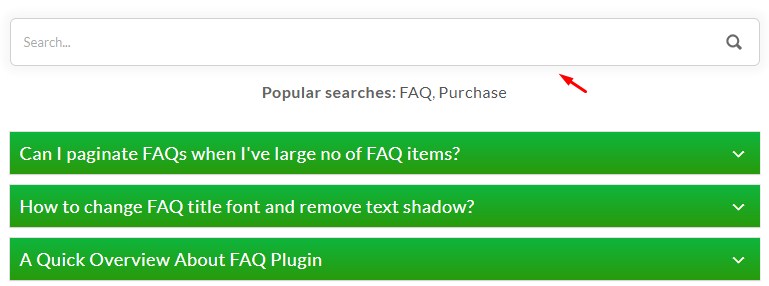 Search...
Popular searches: FAQ, Purchase
Can I paginate FAQs when I've large no of FAQ items?
How to change FAQ title font and remove text shadow?
A Quick Overview About FAQ Plugin